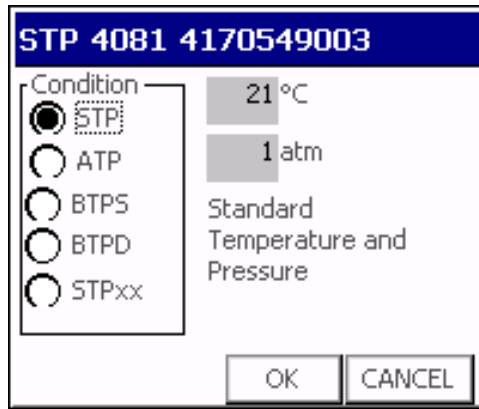 STP 4081 4170549003
Condition
STP
ATP
BTPS
BTPD
STPxx
21 °C
1 atm
Standard
Temperature and
Pressure
OK
CANCEL